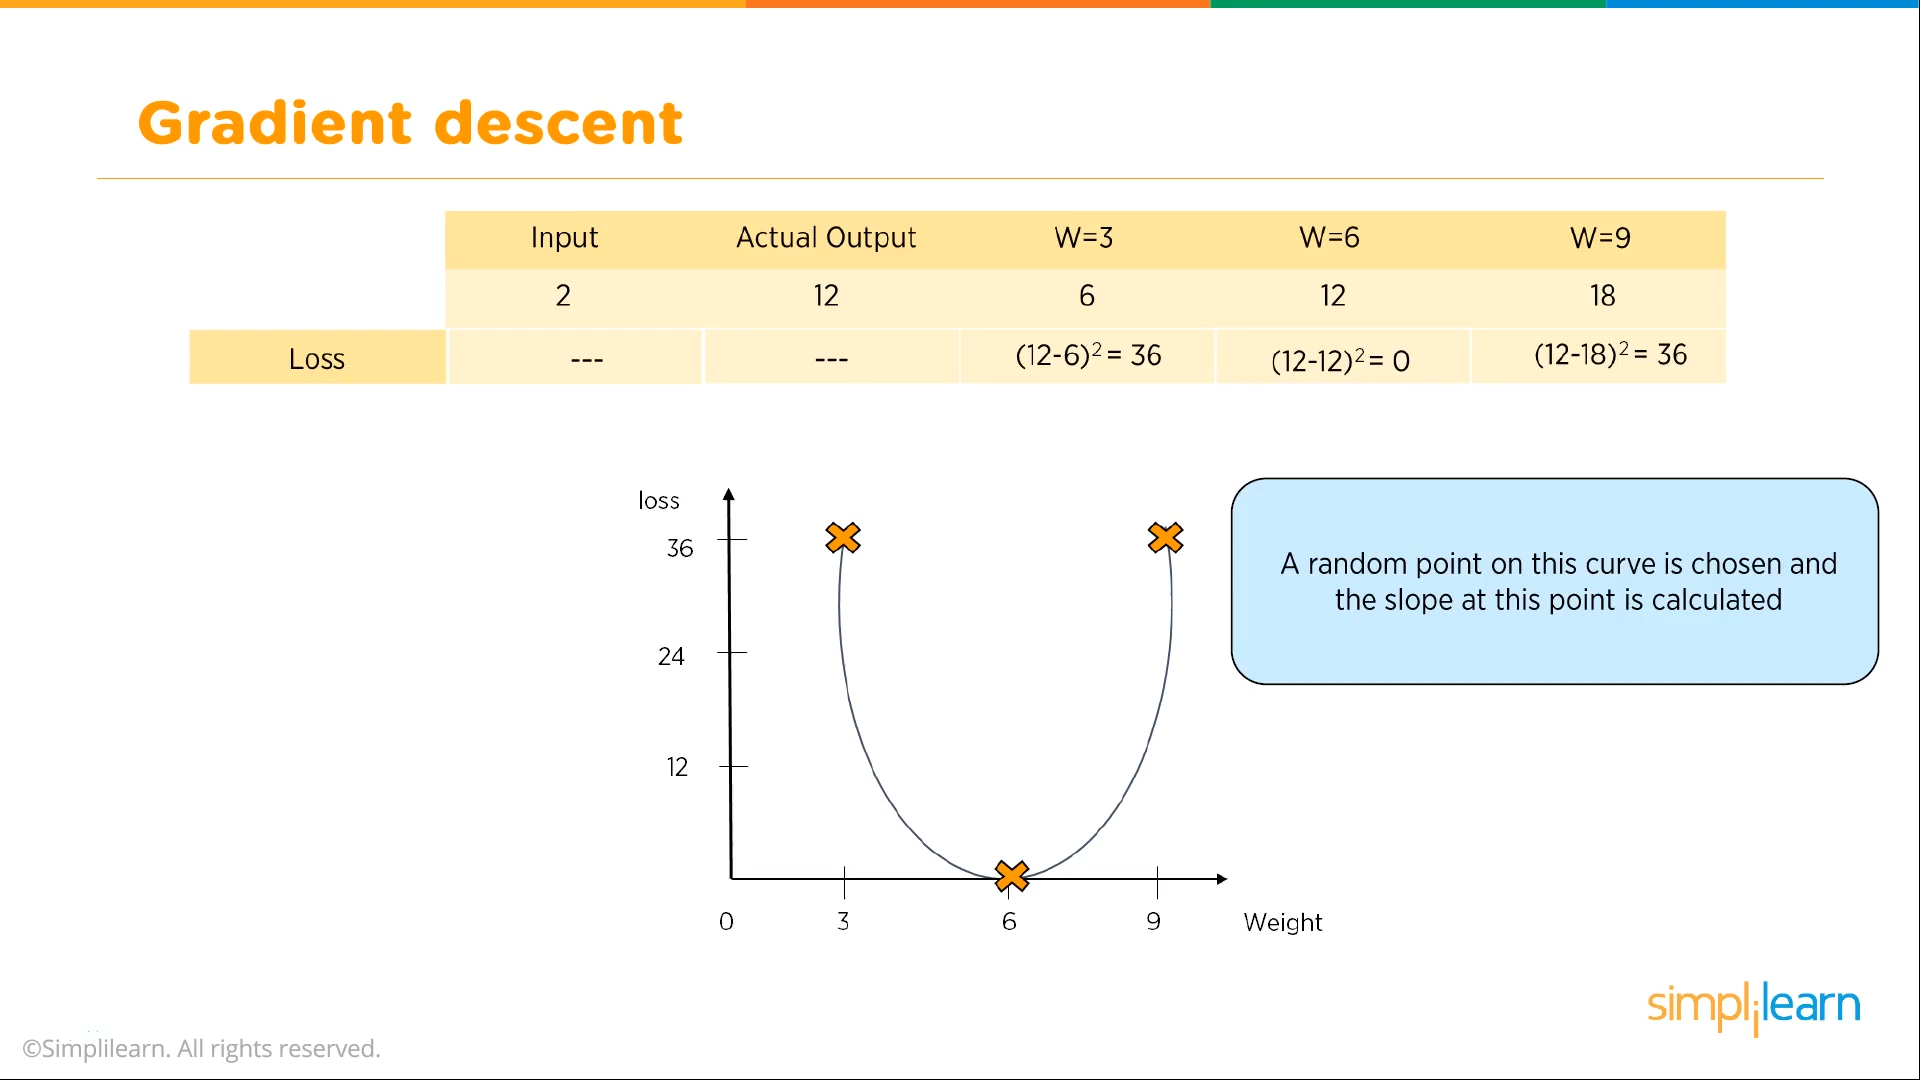 Gradient descent
Input Actual Output W=3 W=6 W=9
2 12 6 12 18
Loss --- --- (12-6)² = 36 (12-12)² = 0 (12-18)² = 36
loss
36
24
12
0 3 6 9 Weight
A random point on this curve is chosen and
the slope at this point is calculated
simplilearn
©Simplilearn. All rights reserved.